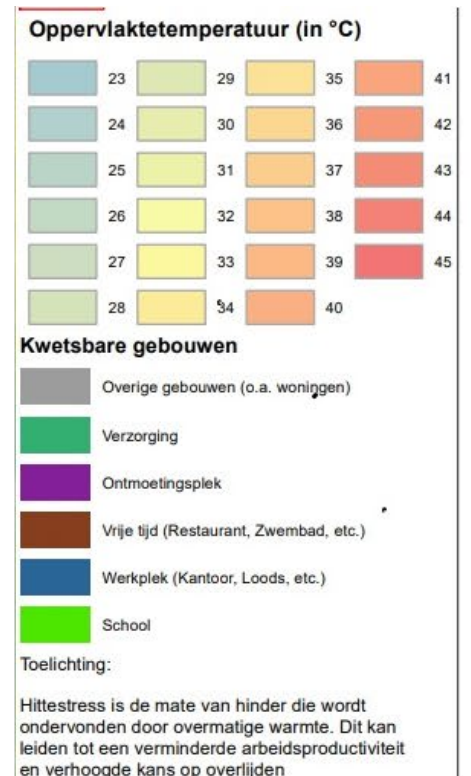 Oppervlaktetemperatuur (in °C)
23 29 35 41
24 30 36 42
25 31 37 43
26 32 38 44
27 33 39 45
28 34 40
Kwetsbare gebouwen
Overige gebouwen (o.a. woningen)
Verzorging
Ontmoetingsplek
Vrije tijd (Restaurant, Zwembad, etc.)
Werkplek (Kantoor, Loods, etc.)
School
Toelichting:
Hittestress is de mate van hinder die wordt
ondervonden door overmatige warmte. Dit kan
leiden tot een verminderde arbeidsproductiviteit
en verhoogde kans op overlijden